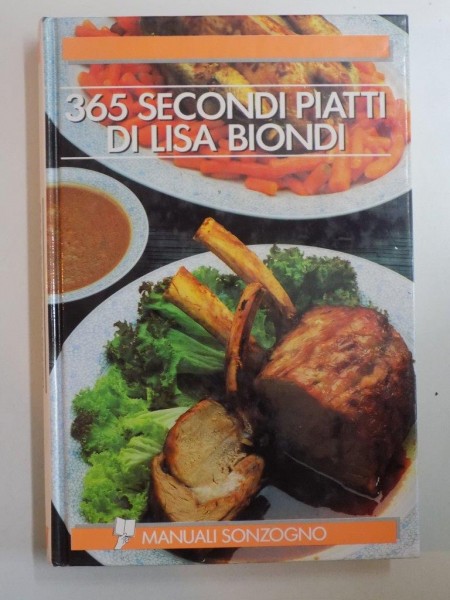 365 SECONDI PIATTI
DI LISA BIONDI
MANUALI SONZOGNO